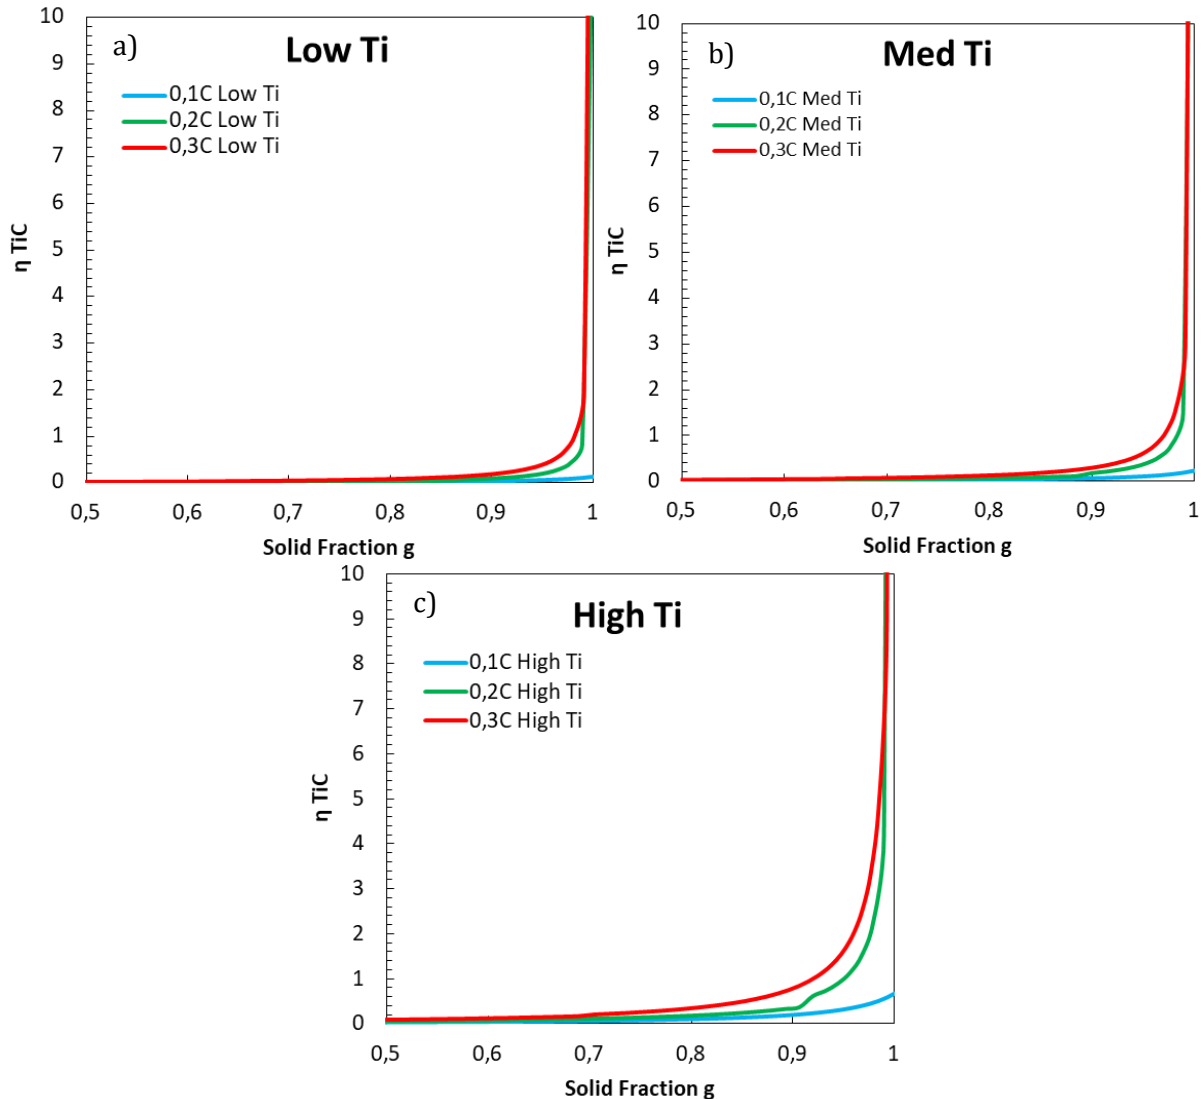 a)
Low Ti
0,1C Low Ti
0,2C Low Ti
0,3C Low Ti
10
9
8
7
6
5
4
3
2
1
0
η TiC
0,5
0,6
0,7
0,8
0,9
1
Solid Fraction g
b)
Med Ti
0,1C Med Ti
0,2C Med Ti
0,3C Med Ti
10
9
8
7
6
5
4
3
2
1
0
η TiC
0,5
0,6
0,7
0,8
0,9
1
Solid Fraction g
c)
High Ti
0,1C High Ti
0,2C High Ti
0,3C High Ti
10
9
8
7
6
5
4
3
2
1
0
η TiC
0,5
0,6
0,7
0,8
0,9
1
Solid Fraction g